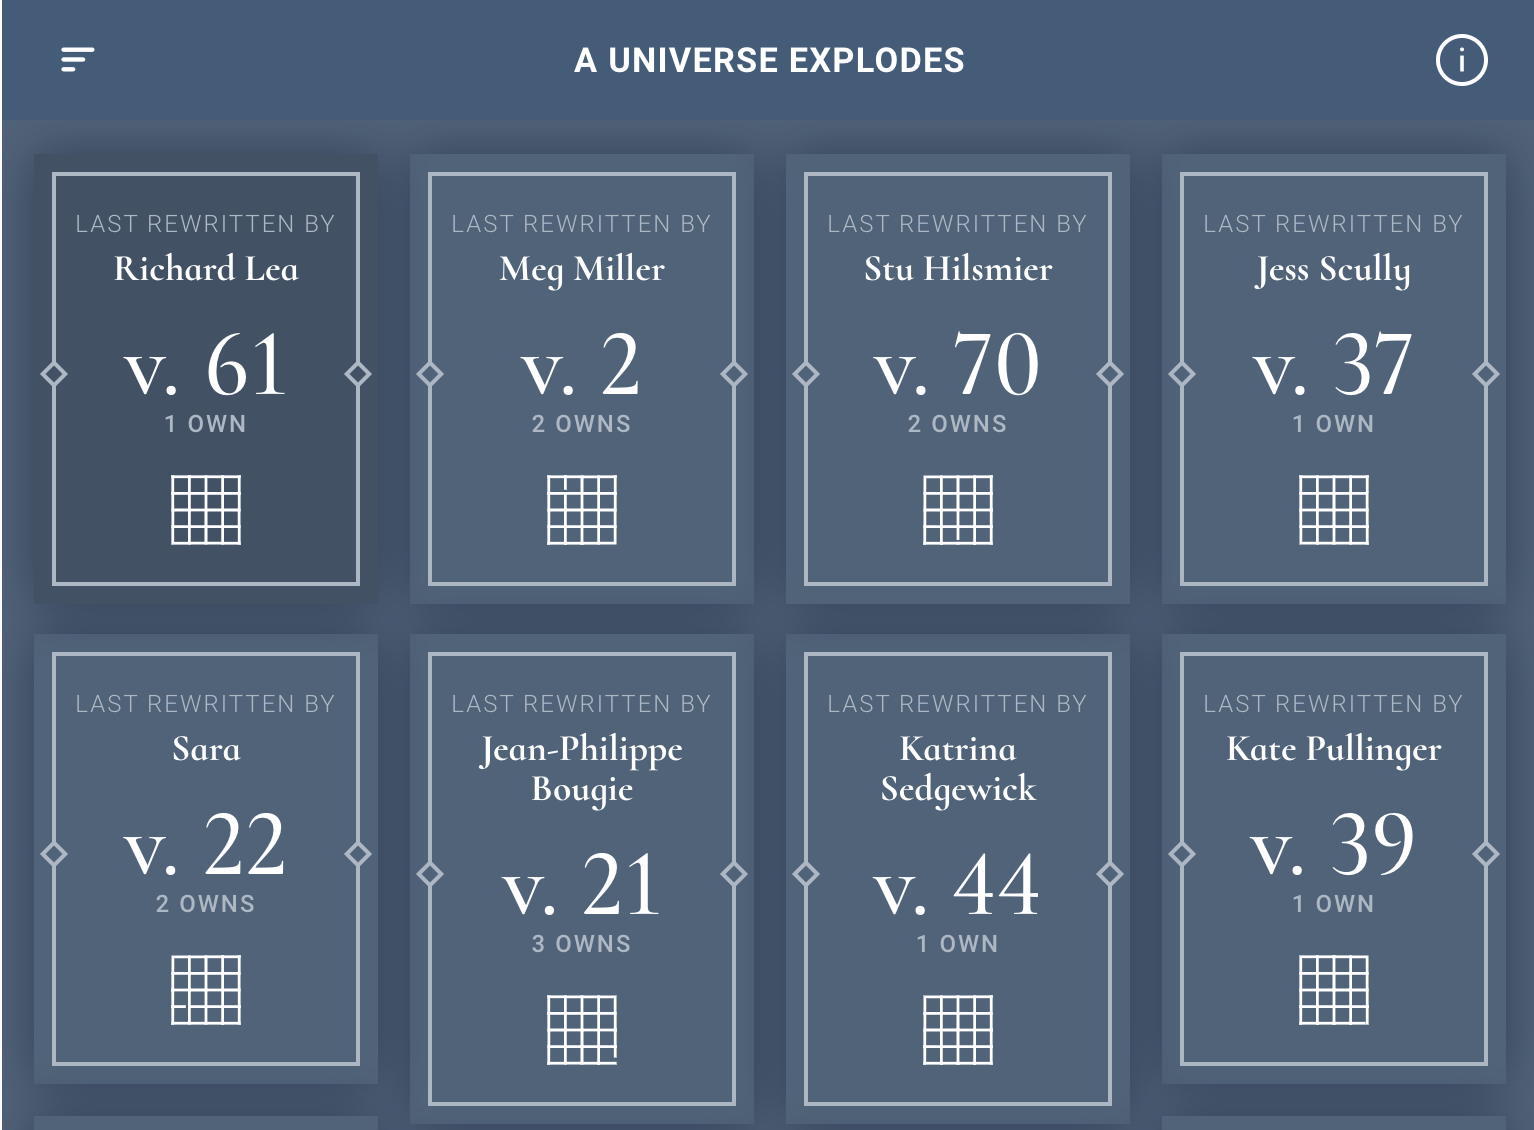 A UNIVERSE EXPLODES
LAST REWRITTEN BY
Richard Lea
v. 61
1 OWN
LAST REWRITTEN BY
Meg Miller
v. 2
2 OWNS
LAST REWRITTEN BY
Stu Hilsmier
v. 70
2 OWNS
LAST REWRITTEN BY
Jess Scully
v. 37
1 OWN
LAST REWRITTEN BY
Sara
v. 22
2 OWNS
LAST REWRITTEN BY
Jean-Philippe
Bougie
v. 21
3 OWNS
LAST REWRITTEN BY
Katrina
Sedgewick
v. 44
1 OWN
LAST REWRITTEN BY
Kate Pullinger
v. 39
1 OWN